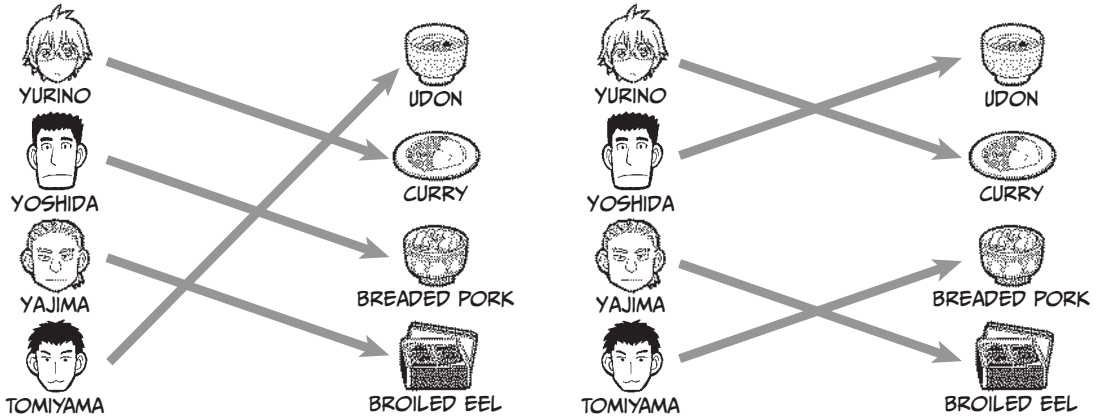 YURINO
UDON
YOSHIDA
CURRY
YAJIMA
BREADED PORK
TOMIYAMA
BROILED EEL
YURINO
UDON
YOSHIDA
CURRY
YAJIMA
BREADED PORK
TOMIYAMA
BROILED EEL